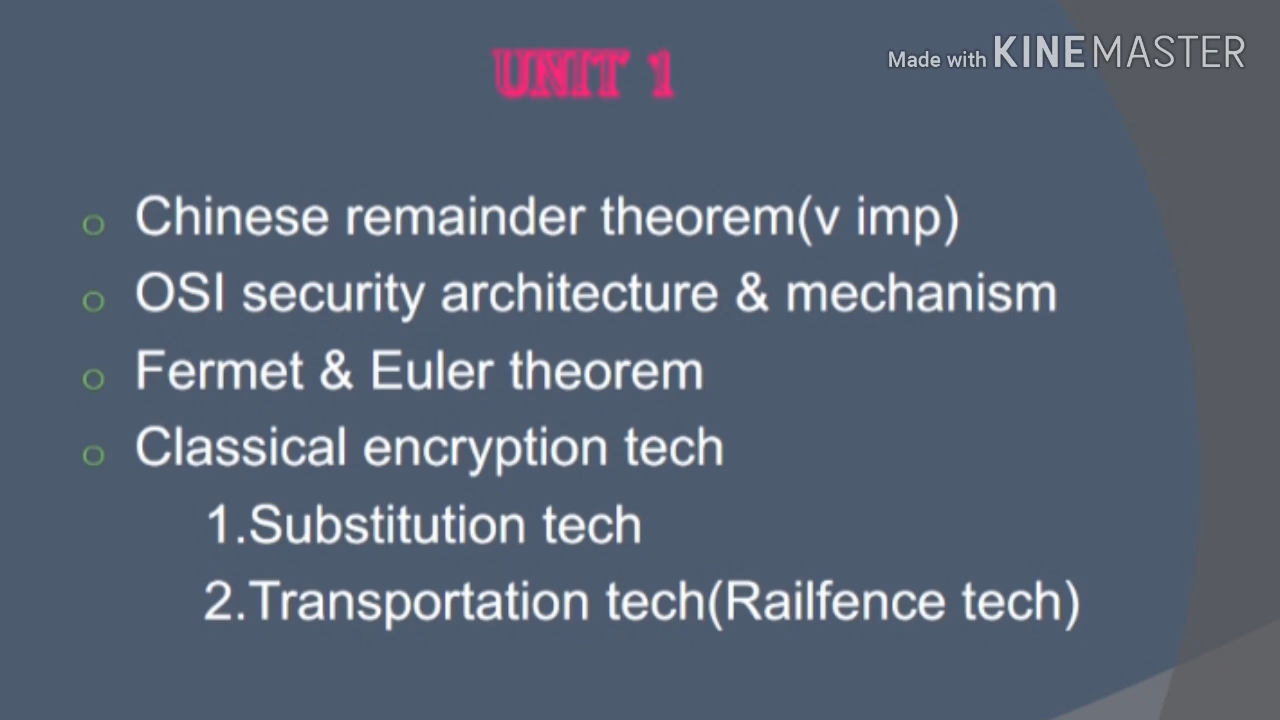 UNIT 1
Made with KINEMASTER
Chinese remainder theorem(v imp)
OSI security architecture & mechanism
Fermet & Euler theorem
Classical encryption tech
1.Substitution tech
2.Transportation tech(Railfence tech)